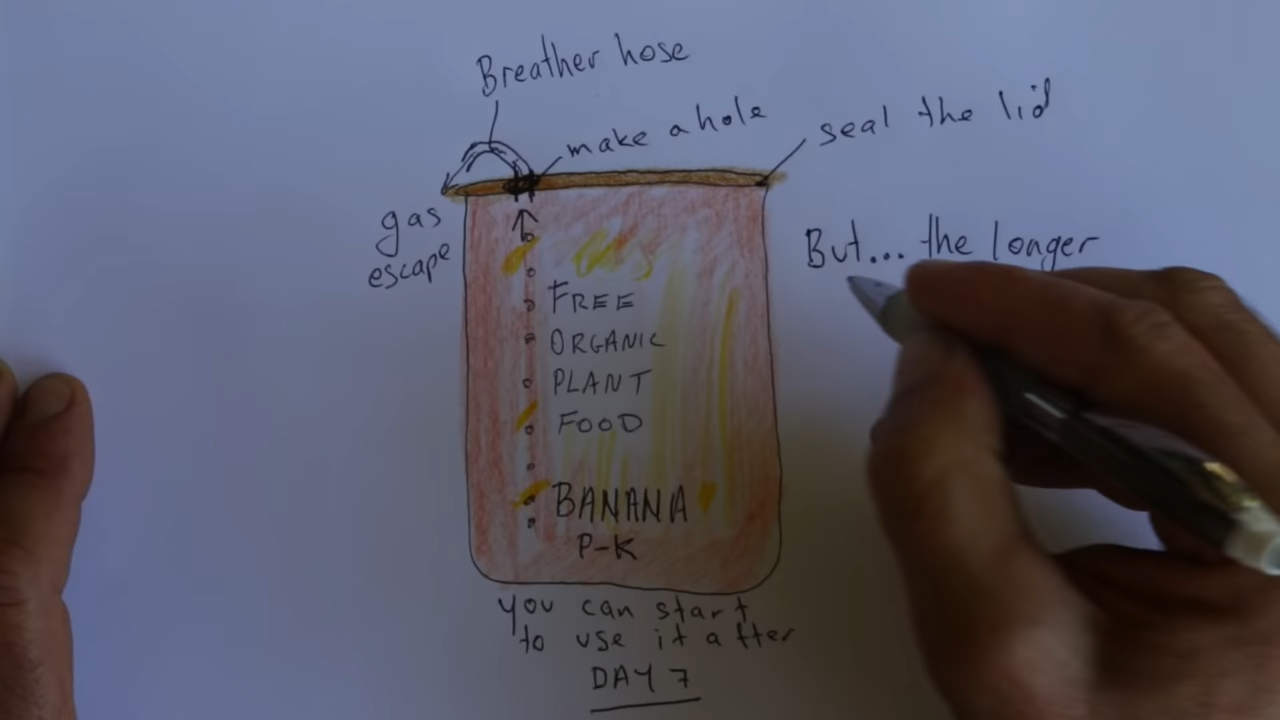 Breather hose
make a hole
seal the lid
gas
escape
But... the longer
FREE
ORGANIC
PLANT
FOOD
BANANA
P-K
you can start
to use it after
DAY 7